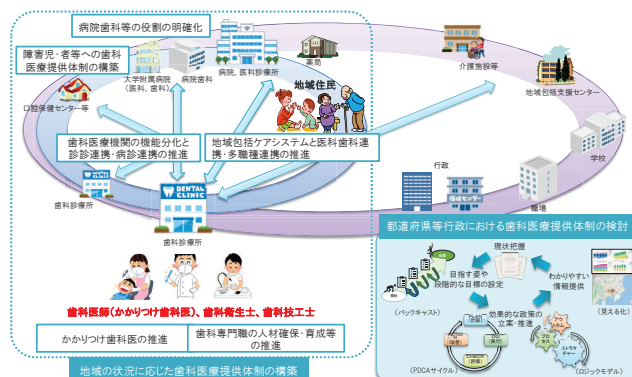 病院歯科等の役割の明確化
障害児・者等への歯科
医療提供体制の構築
大学附属病院
（医科、歯科）
病院歯科
病院、医科診療所
薬局
地域住民
介護施設等
地域包括支援センター
口腔保健センター等
歯科医療機関の機能分化と
診診連携・病診連携の推進
地域包括ケアシステムと医科歯科連
携・多職種連携の推進
学校
行政
職場
保健センター
歯科診療所
DENTAL
CLINIC
歯科診療所
歯科医師（かかりつけ歯科医）、歯科衛生士、歯科技工士
かかりつけ歯科医の推進
歯科専門職の人材確保・育成等
の推進
地域の状況に応じた歯科医療提供体制の構築
都道府県等行政における歯科医療提供体制の検討
現状把握
目指す姿や
段階的な目標の設定
わかりやすい
情報提供
（バックキャスト）
効果的な政策の
立案・推進
（見える化）
プロセス
ストラクチャー
CHECK
（評価）
（PDCAサイクル）
（ロジックモデル）